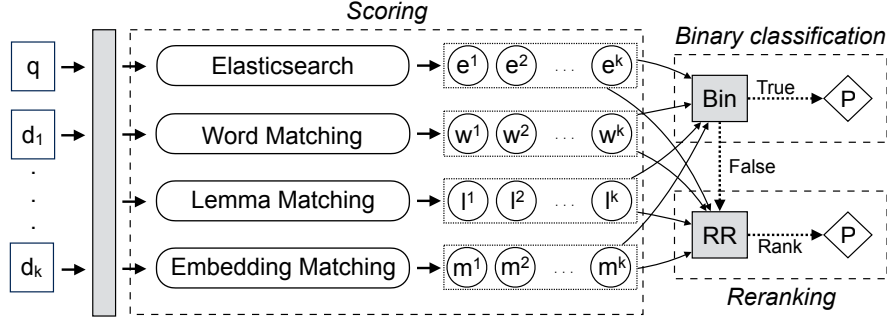 Scoring
Binary classification
q
Elasticsearch
e¹ e² . . . eᵏ
Bin
True
P
d₁
Word Matching
w¹ w² . . . wᵏ
False
.
.
.
Lemma Matching
l¹ l² . . . lᵏ
RR
Rank
P
dₖ
Embedding Matching
m¹ m² . . . mᵏ
Reranking